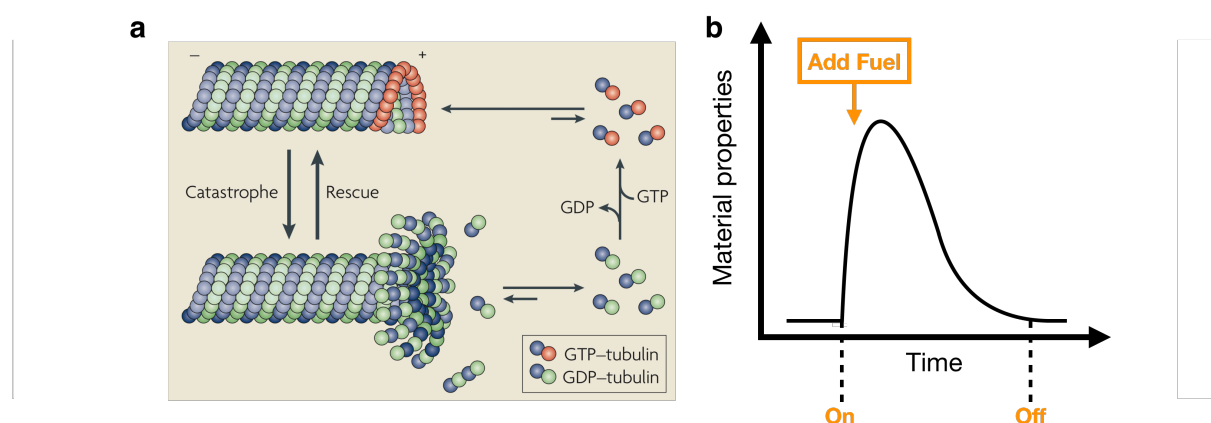 a
− +
Catastrophe
Rescue
GDP
GTP
GTP–tubulin
GDP–tubulin
b
Add Fuel
Material properties
Time
On
Off